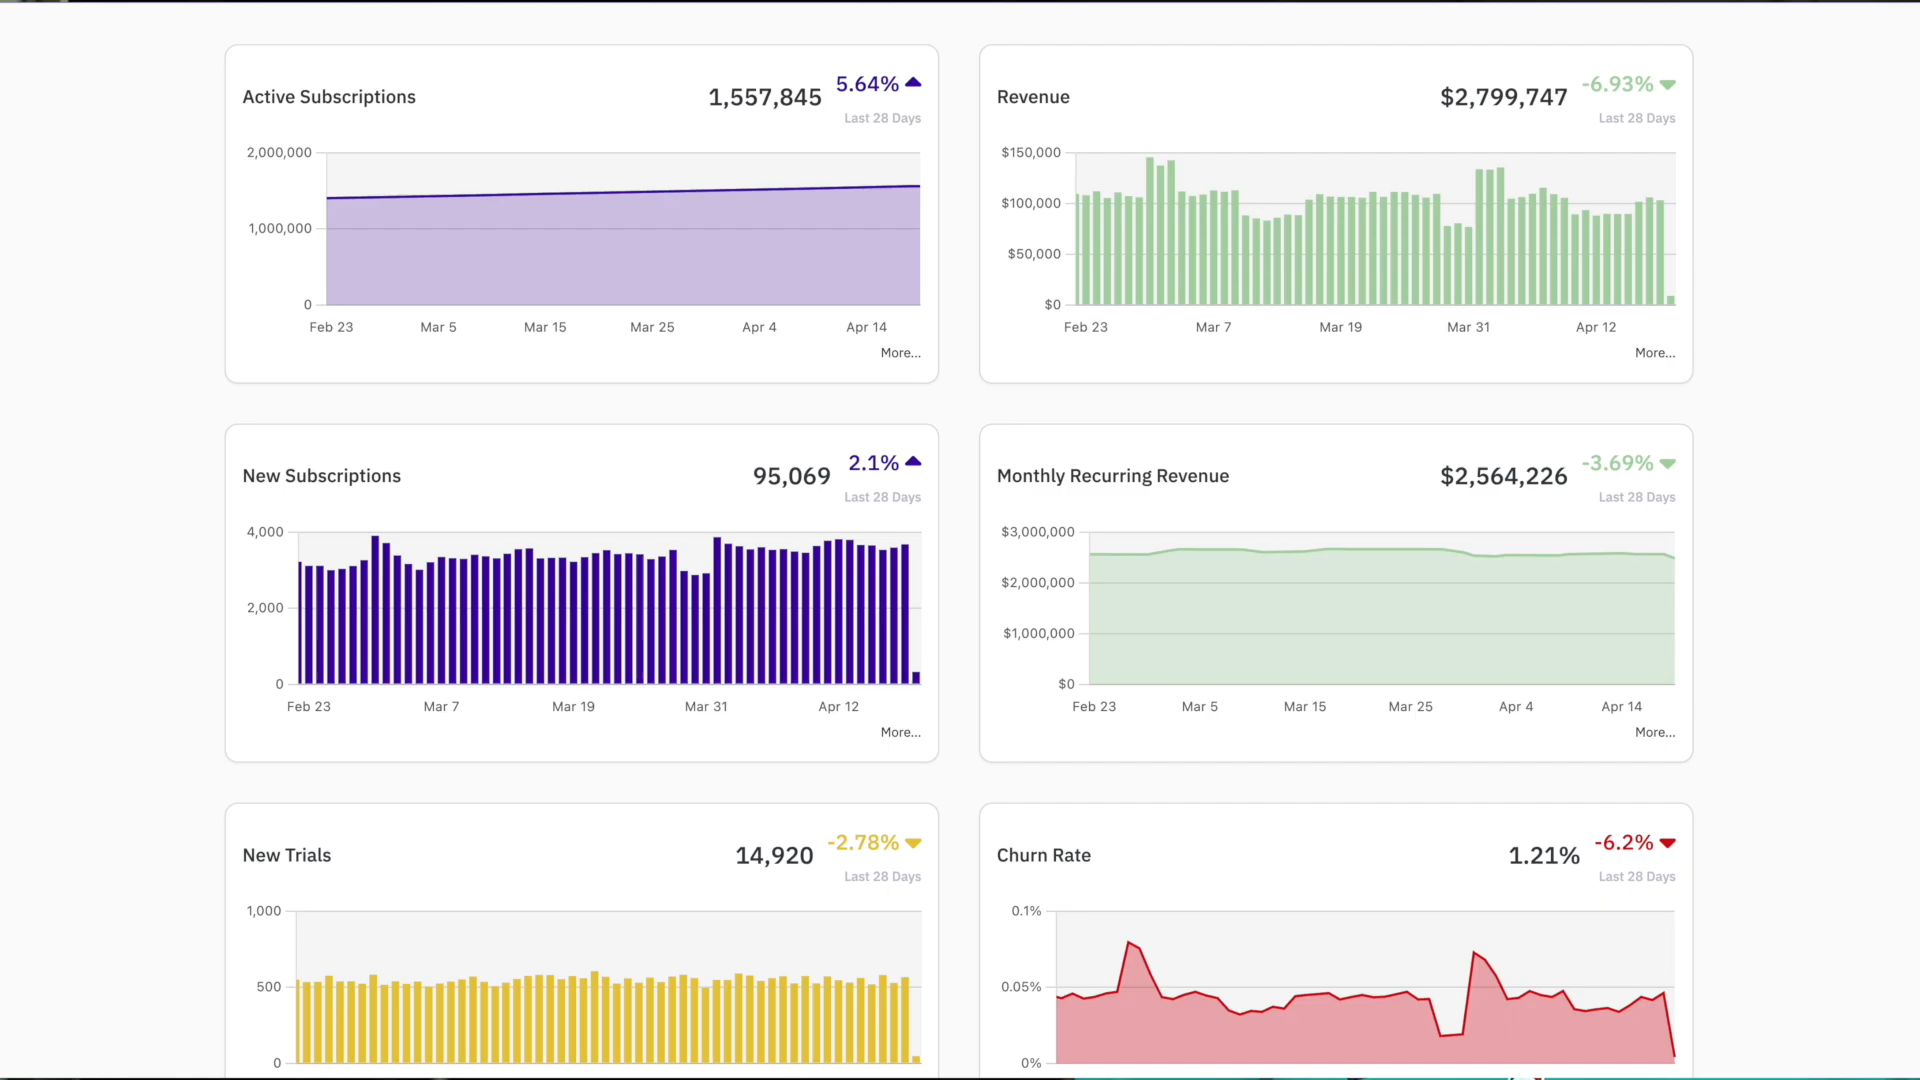 Active Subscriptions
1,557,845
5.64%
Last 28 Days
2,000,000
1,000,000
0
Feb 23 Mar 5 Mar 15 Mar 25 Apr 4 Apr 14
More...
Revenue
$2,799,747
-6.93%
Last 28 Days
$150,000
$100,000
$50,000
$0
Feb 23 Mar 7 Mar 19 Mar 31 Apr 12
More...
New Subscriptions
95,069
2.1%
Last 28 Days
4,000
2,000
0
Feb 23 Mar 7 Mar 19 Mar 31 Apr 12
More...
Monthly Recurring Revenue
$2,564,226
-3.69%
Last 28 Days
$3,000,000
$2,000,000
$1,000,000
$0
Feb 23 Mar 5 Mar 15 Mar 25 Apr 4 Apr 14
More...
New Trials
14,920
-2.78%
Last 28 Days
1,000
500
0
Churn Rate
1.21%
-6.2%
Last 28 Days
0.1%
0.05%
0%